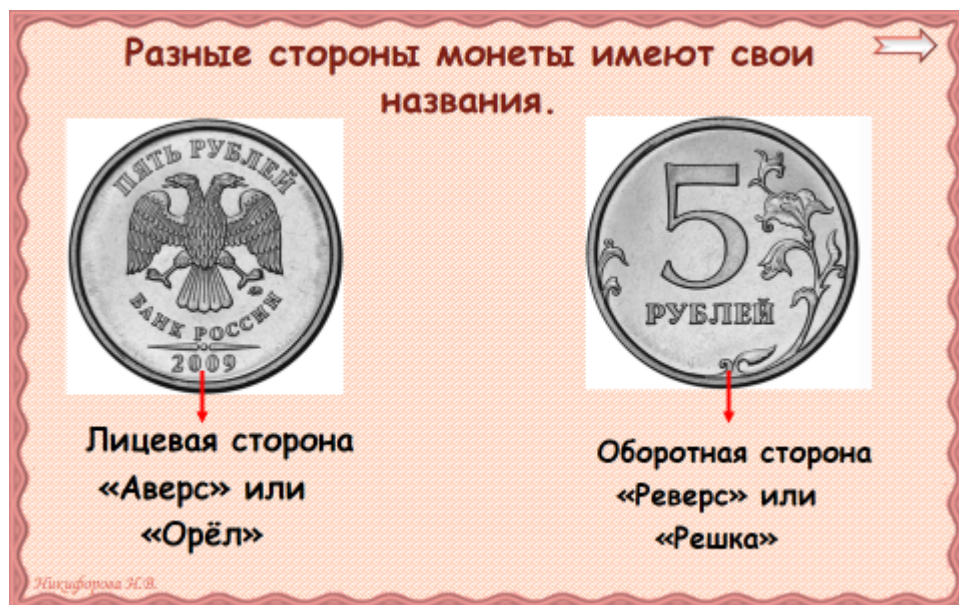 Разные стороны монеты имеют свои
названия.
ПЯТЬ РУБЛЕЙ
БАНК РОССИИ
2009
5
РУБЛЕЙ
Лицевая сторона
«Аверс» или
«Орёл»
Оборотная сторона
«Реверс» или
«Решка»
Никифорова Н.В.